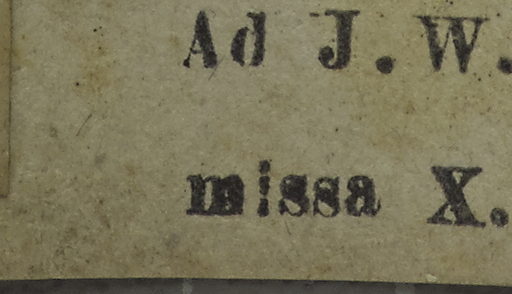 Ad J. W.
missa X.